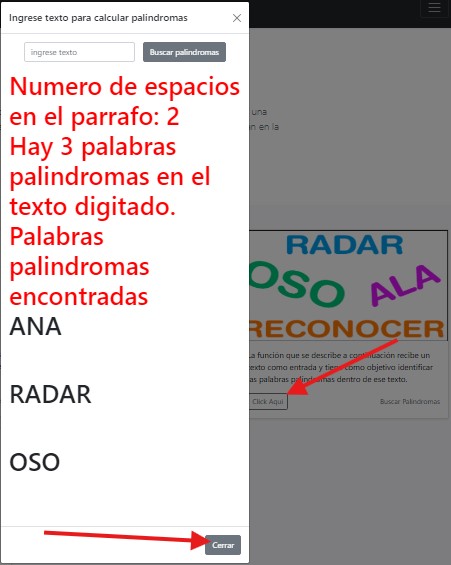 Ingrese texto para calcular palindromas
ingrese texto
Buscar palindromas
Numero de espacios
en el parrafo: 2
Hay 3 palabras
palindromas en el
texto digitado.
Palabras
palindromas
encontradas
ANA
RADAR
OSO
Cerrar
una
en la
RADAR
OSO
ALA
RECONOCER
La función que se describe a continuación recibe un
texto como entrada y tiene como objetivo identificar
las palabras palíndromas dentro de ese texto.
Click Aqui
Buscar Palindromas